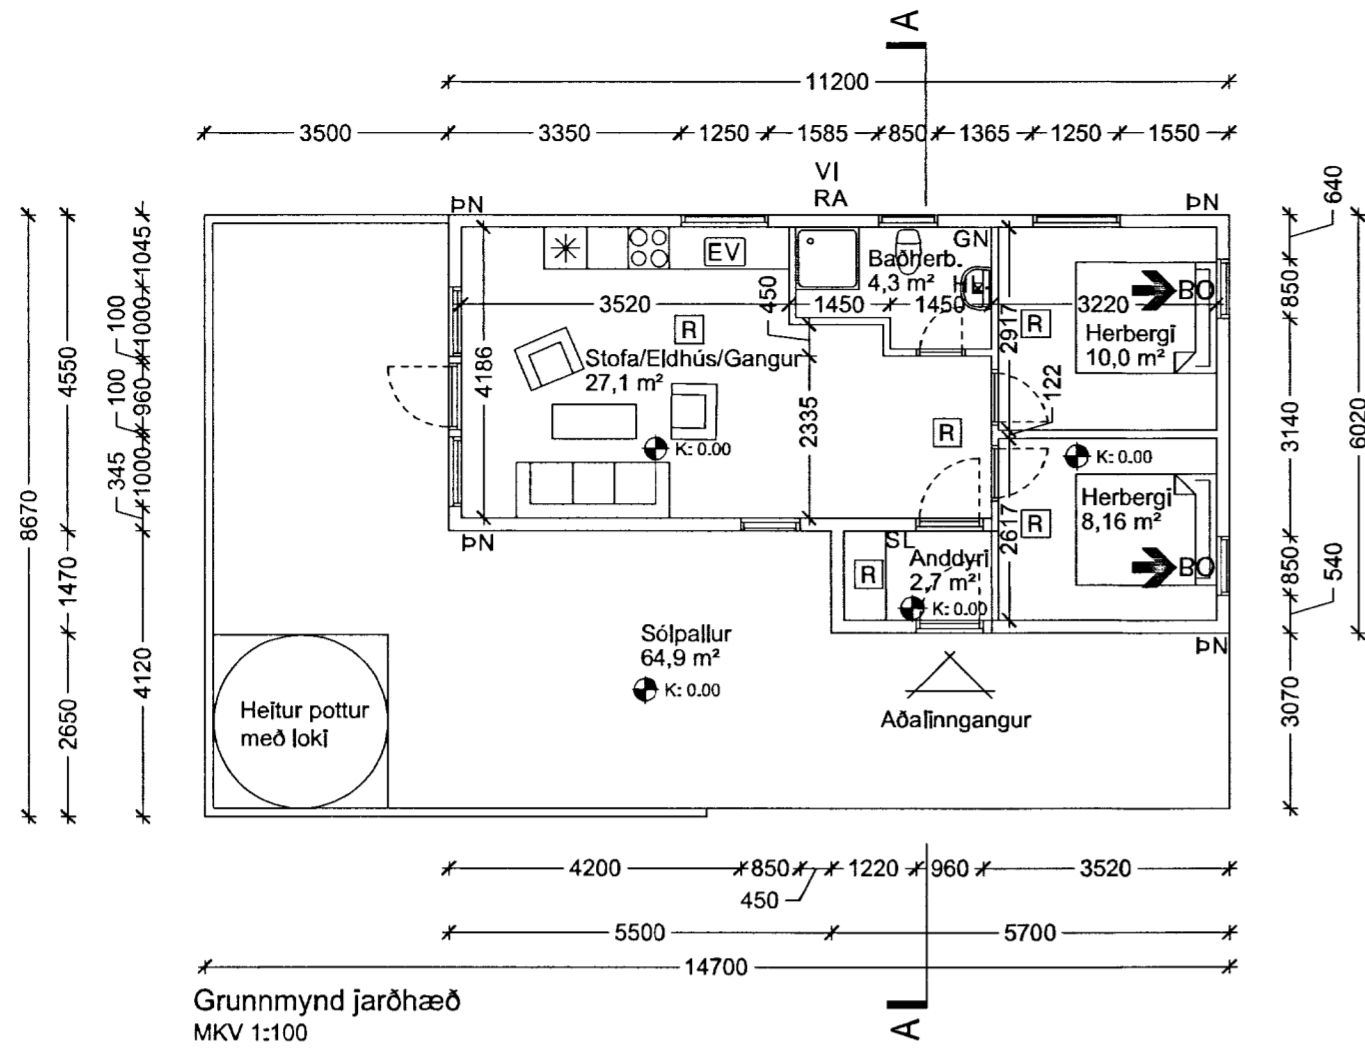 A
11200
3500 3350 1250 1585 850 1365 1250 1550
VI
RA
ÞN
ÞN
640
1045
100
1000
100
960
345
1000
4550
8670
1470
4120
2650
EV
GN
Baðherb.
4,3 m²
450
3520
1450
1450
3220
R
R
Stofa/Eldhús/Gangur
27,1 m²
4186
2335
2917
122
BO
Herbergi
10,0 m²
850
3140
6020
R
K: 0.00
K: 0.00
Herbergi
8,16 m²
BO
R
2617
850
540
ÞN
SL
Anddyri
2,7 m²
R
K: 0.00
ÞN
Sólpallur
64,9 m²
K: 0.00
3070
Heitur pottur
með loki
Aðalinngangur
4200 850 1220 960 3520
450
5500 5700
14700
Grunnmynd jarðhæð
MKV 1:100
A